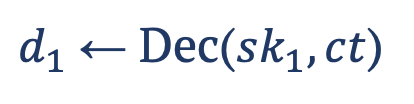 d₁ ← Dec(sk₁, ct)